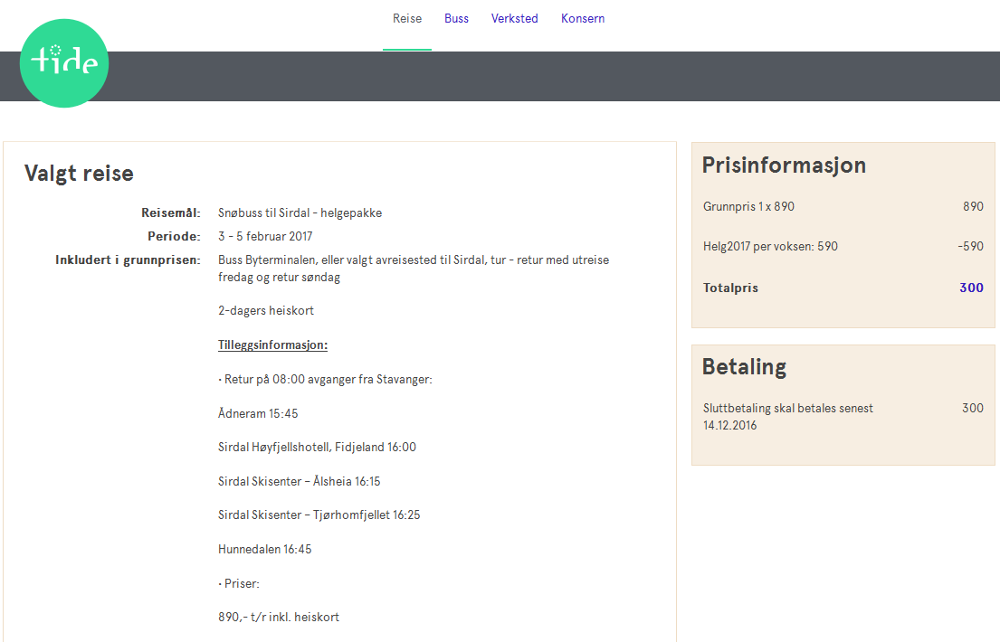 Reise Buss Verksted Konsern
tide
Valgt reise
Reisemål: Snøbuss til Sirdal - helgepakke
Periode: 3 - 5 februar 2017
Inkludert i grunnprisen: Buss Byterminalen, eller valgt avreisested til Sirdal, tur - retur med utreise
fredag og retur søndag
2-dagers heiskort
Tilleggsinformasjon:
• Retur på 08:00 avganger fra Stavanger:
Ådneram 15:45
Sirdal Høyfjellshotell, Fidjeland 16:00
Sirdal Skisenter – Ålsheia 16:15
Sirdal Skisenter – Tjørhomfjellet 16:25
Hunnedalen 16:45
• Priser:
890,- t/r inkl. heiskort
Prisinformasjon
Grunnpris 1 x 890 890
Helg2017 per voksen: 590 -590
Totalpris 300
Betaling
Sluttbetaling skal betales senest 300
14.12.2016